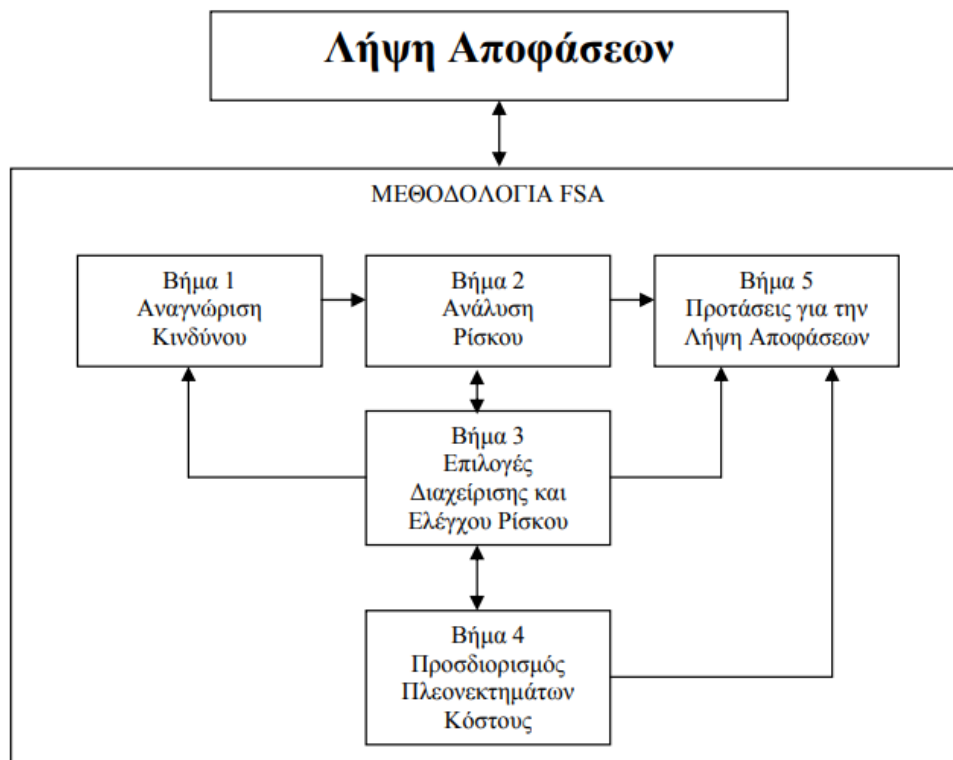 Λήψη Αποφάσεων
ΜΕΘΟΔΟΛΟΓΙΑ FSA
Βήμα 1
Αναγνώριση
Κινδύνου
Βήμα 2
Ανάλυση
Ρίσκου
Βήμα 5
Προτάσεις για την
Λήψη Αποφάσεων
Βήμα 3
Επιλογές
Διαχείρισης και
Ελέγχου Ρίσκου
Βήμα 4
Προσδιορισμός
Πλεονεκτημάτων
Κόστους